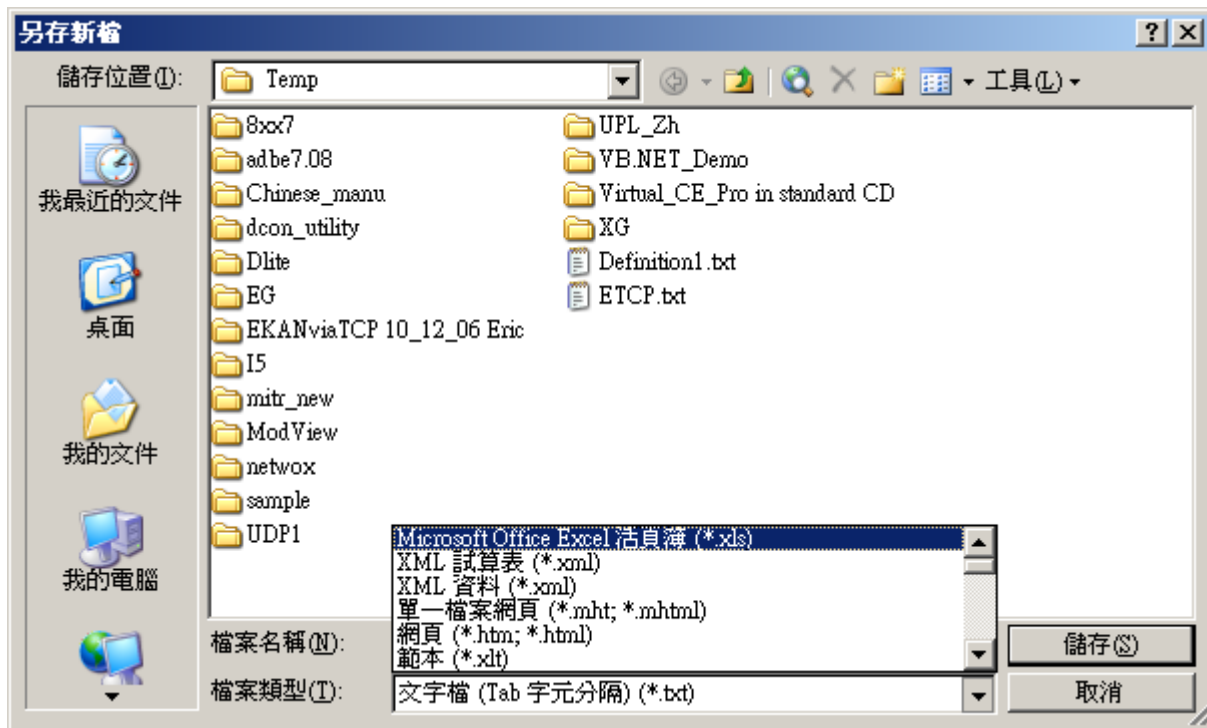 另存新檔
儲存位置(I):
Temp
工具(L)
我最近的文件
桌面
我的文件
我的電腦
8xx7
adbe7.08
Chinese_manu
dcon_utility
Dlite
EG
EKANviaTCP 10_12_06 Eric
I5
mitr_new
ModView
netwox
sample
UDP1
UPL_Zh
VB.NET_Demo
Virtual_CE_Pro in standard CD
XG
Definition1.txt
ETCP.txt
Microsoft Office Excel 活頁簿 (*.xls)
XML 試算表 (*.xml)
XML 資料 (*.xml)
單一檔案網頁 (*.mht; *.mhtml)
網頁 (*.htm; *.html)
範本 (*.xlt)
檔案名稱(N):
儲存(S)
檔案類型(T):
文字檔 (Tab 字元分隔) (*.txt)
取消